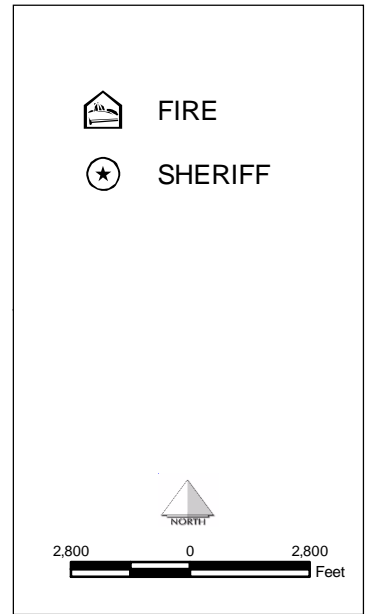 FIRE
SHERIFF
NORTH
2,800 0 2,800
Feet